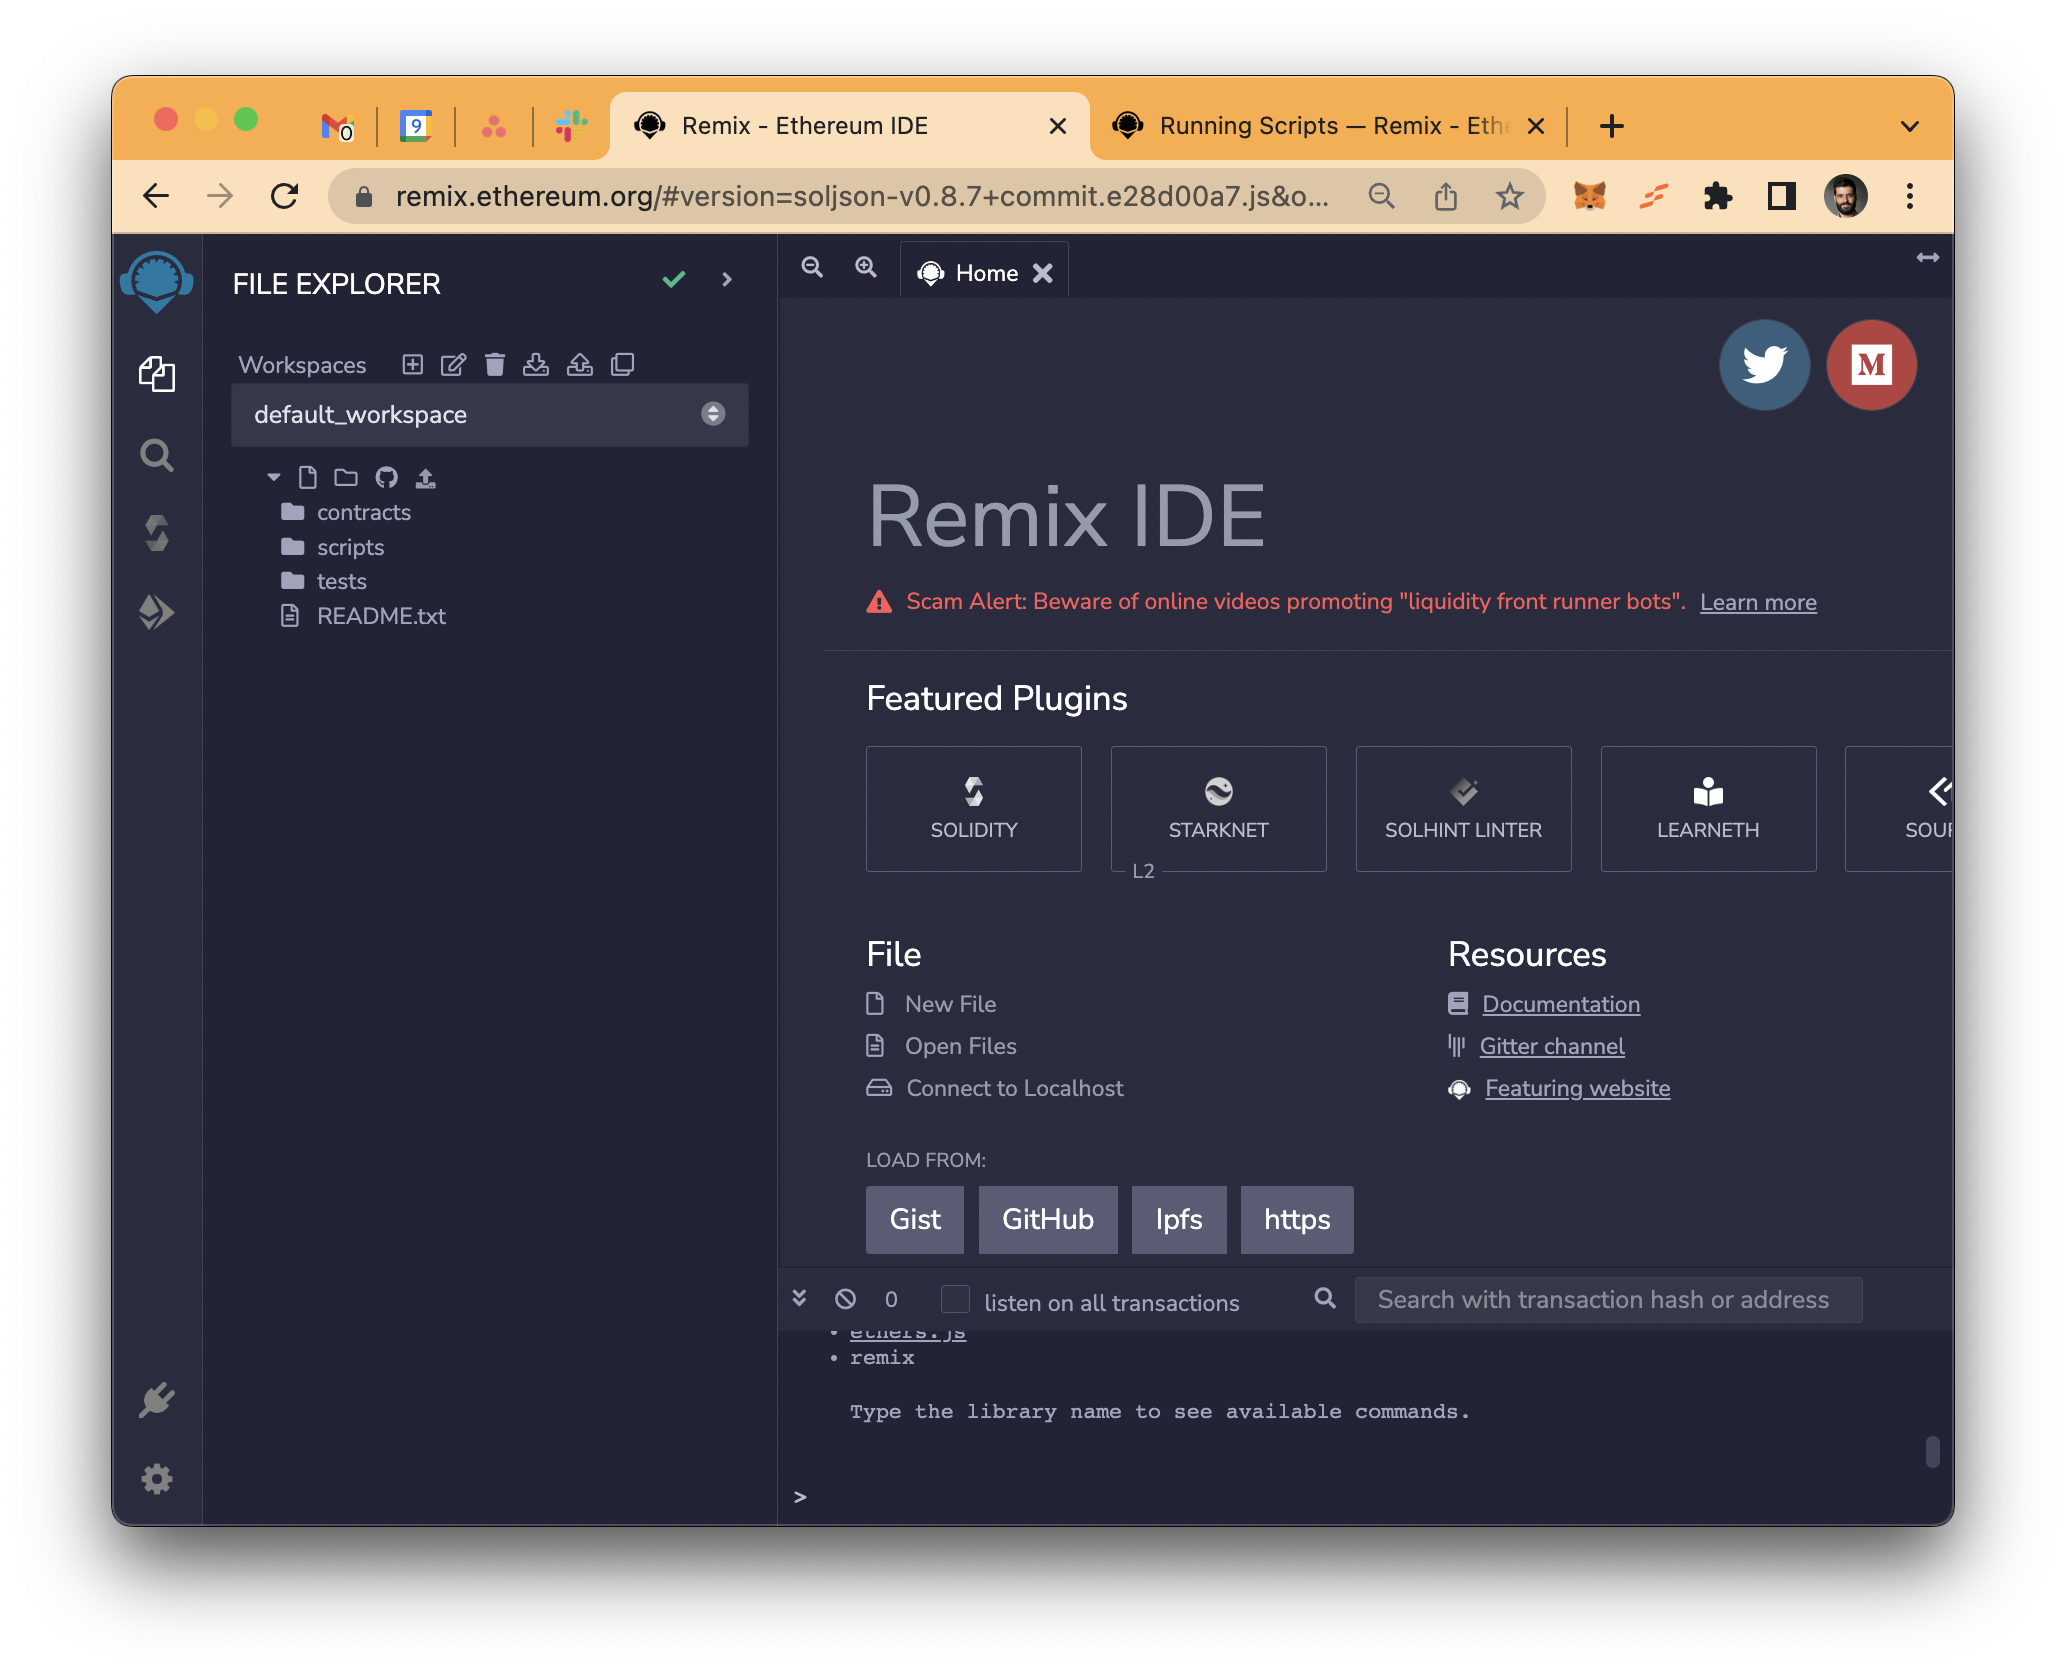 0
9
Remix - Ethereum IDE
Running Scripts — Remix - Eth
remix.ethereum.org/#version=soljson-v0.8.7+commit.e28d00a7.js&o...
FILE EXPLORER
Home
Workspaces
default_workspace
contracts
scripts
tests
README.txt
M
Remix IDE
Scam Alert: Beware of online videos promoting "liquidity front runner bots". Learn more
Featured Plugins
SOLIDITY
STARKNET
L2
SOLHINT LINTER
LEARNETH
SOUR
File
New File
Open Files
Connect to Localhost
Resources
Documentation
Gitter channel
Featuring website
LOAD FROM:
Gist GitHub Ipfs https
0 listen on all transactions Search with transaction hash or address
• ethers.js
• remix
Type the library name to see available commands.
>